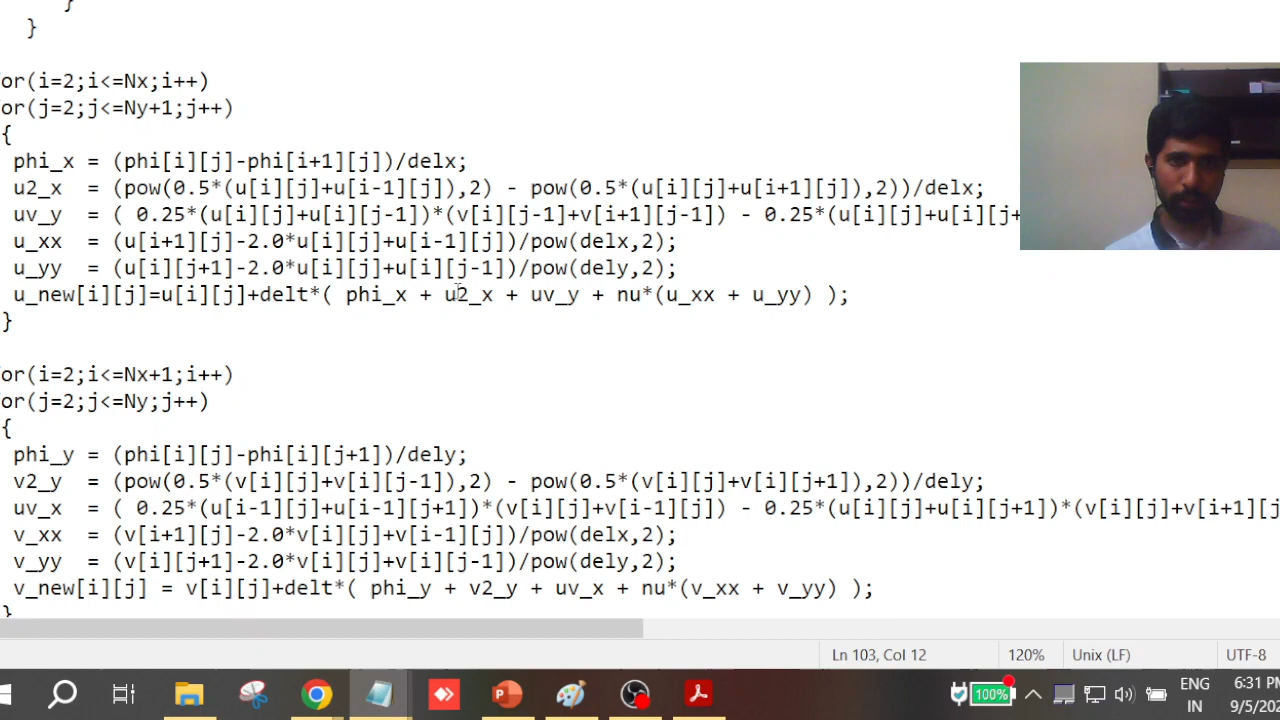 }
}
or(i=2;i<=Nx;i++)
or(j=2;j<=Ny+1;j++)
{
phi_x = (phi[i][j]-phi[i+1][j])/delx;
u2_x = (pow(0.5*(u[i][j]+u[i-1][j]),2) - pow(0.5*(u[i][j]+u[i+1][j]),2))/delx;
uv_y = ( 0.25*(u[i][j]+u[i][j-1])*(v[i][j-1]+v[i+1][j-1]) - 0.25*(u[i][j]+u[i][j+
u_xx = (u[i+1][j]-2.0*u[i][j]+u[i-1][j])/pow(delx,2);
u_yy = (u[i][j+1]-2.0*u[i][j]+u[i][j-1])/pow(dely,2);
u_new[i][j]=u[i][j]+delt*( phi_x + u2_x + uv_y + nu*(u_xx + u_yy) );
}
or(i=2;i<=Nx+1;i++)
or(j=2;j<=Ny;j++)
{
phi_y = (phi[i][j]-phi[i][j+1])/dely;
v2_y = (pow(0.5*(v[i][j]+v[i][j-1]),2) - pow(0.5*(v[i][j]+v[i][j+1]),2))/dely;
uv_x = ( 0.25*(u[i-1][j]+u[i-1][j+1])*(v[i][j]+v[i-1][j]) - 0.25*(u[i][j]+u[i][j+1])*(v[i][j]+v[i+1][j
v_xx = (v[i+1][j]-2.0*v[i][j]+v[i-1][j])/pow(delx,2);
v_yy = (v[i][j+1]-2.0*v[i][j]+v[i][j-1])/pow(dely,2);
v_new[i][j] = v[i][j]+delt*( phi_y + v2_y + uv_x + nu*(v_xx + v_yy) );
}
Ln 103, Col 12 120% Unix (LF) UTF-8
100% ENG 6:31 PM
IN 9/5/202